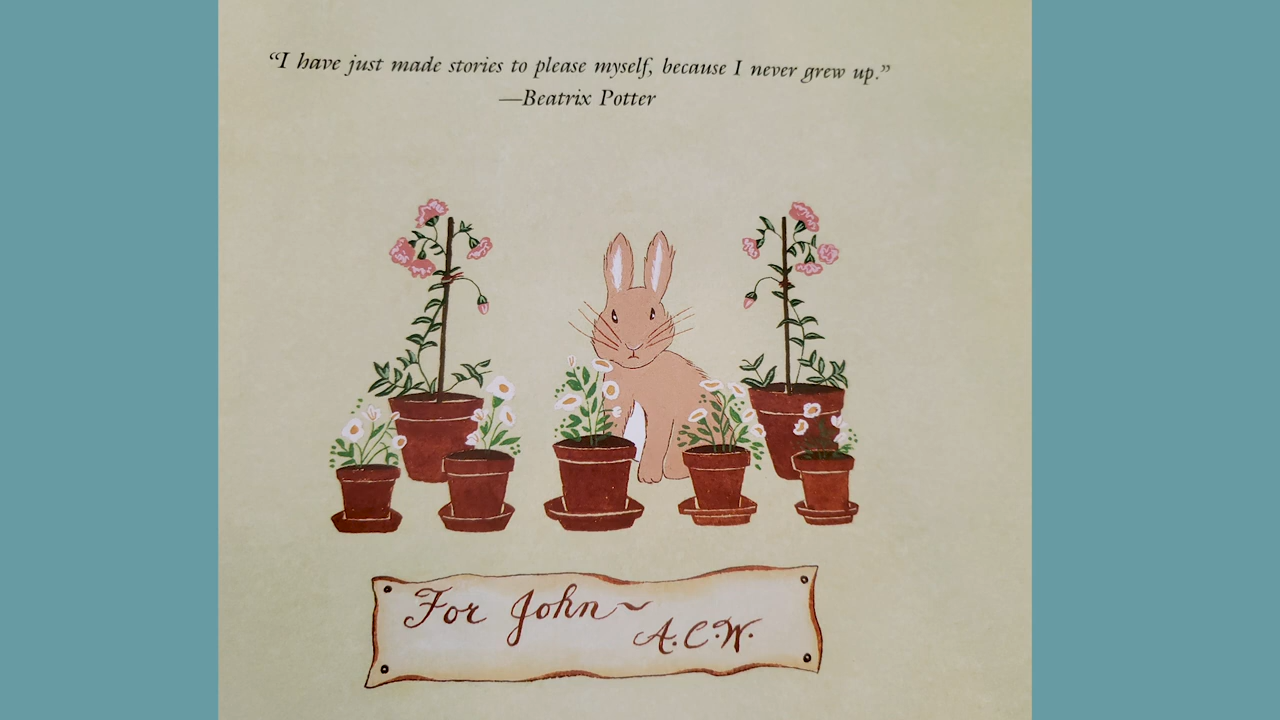 “I have just made stories to please myself, because I never grew up.”
—Beatrix Potter
For John~
A.C.W.